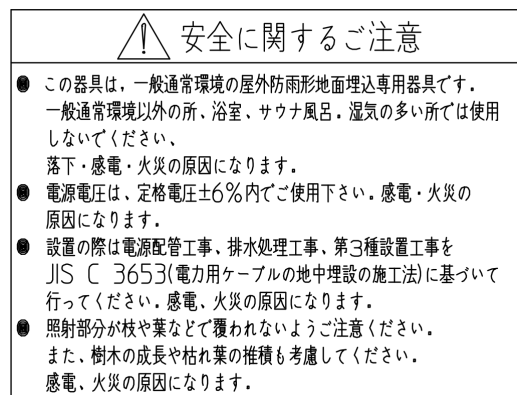 安全に関するご注意
● この器具は，一般通常環境の屋外防雨形地面埋込専用器具です．
一般通常環境以外の所、浴室、サウナ風呂．湿気の多い所では使用
しないでください、
落下・感電・火災の原因になります．
● 電源電圧は、定格電圧±6%内でご使用下さい．感電・火災の
原因になります．
● 設置の際は電源配管工事、排水処理工事、第3種設置工事を
JIS C 3653(電力用ケーブルの地中埋設の施工法)に基づいて
行ってください．感電、火災の原因になります．
● 照射部分が枝や葉などで覆われないようご注意ください．
また、樹木の成長や枯れ葉の推積も考慮してください．
感電、火災の原因になります．